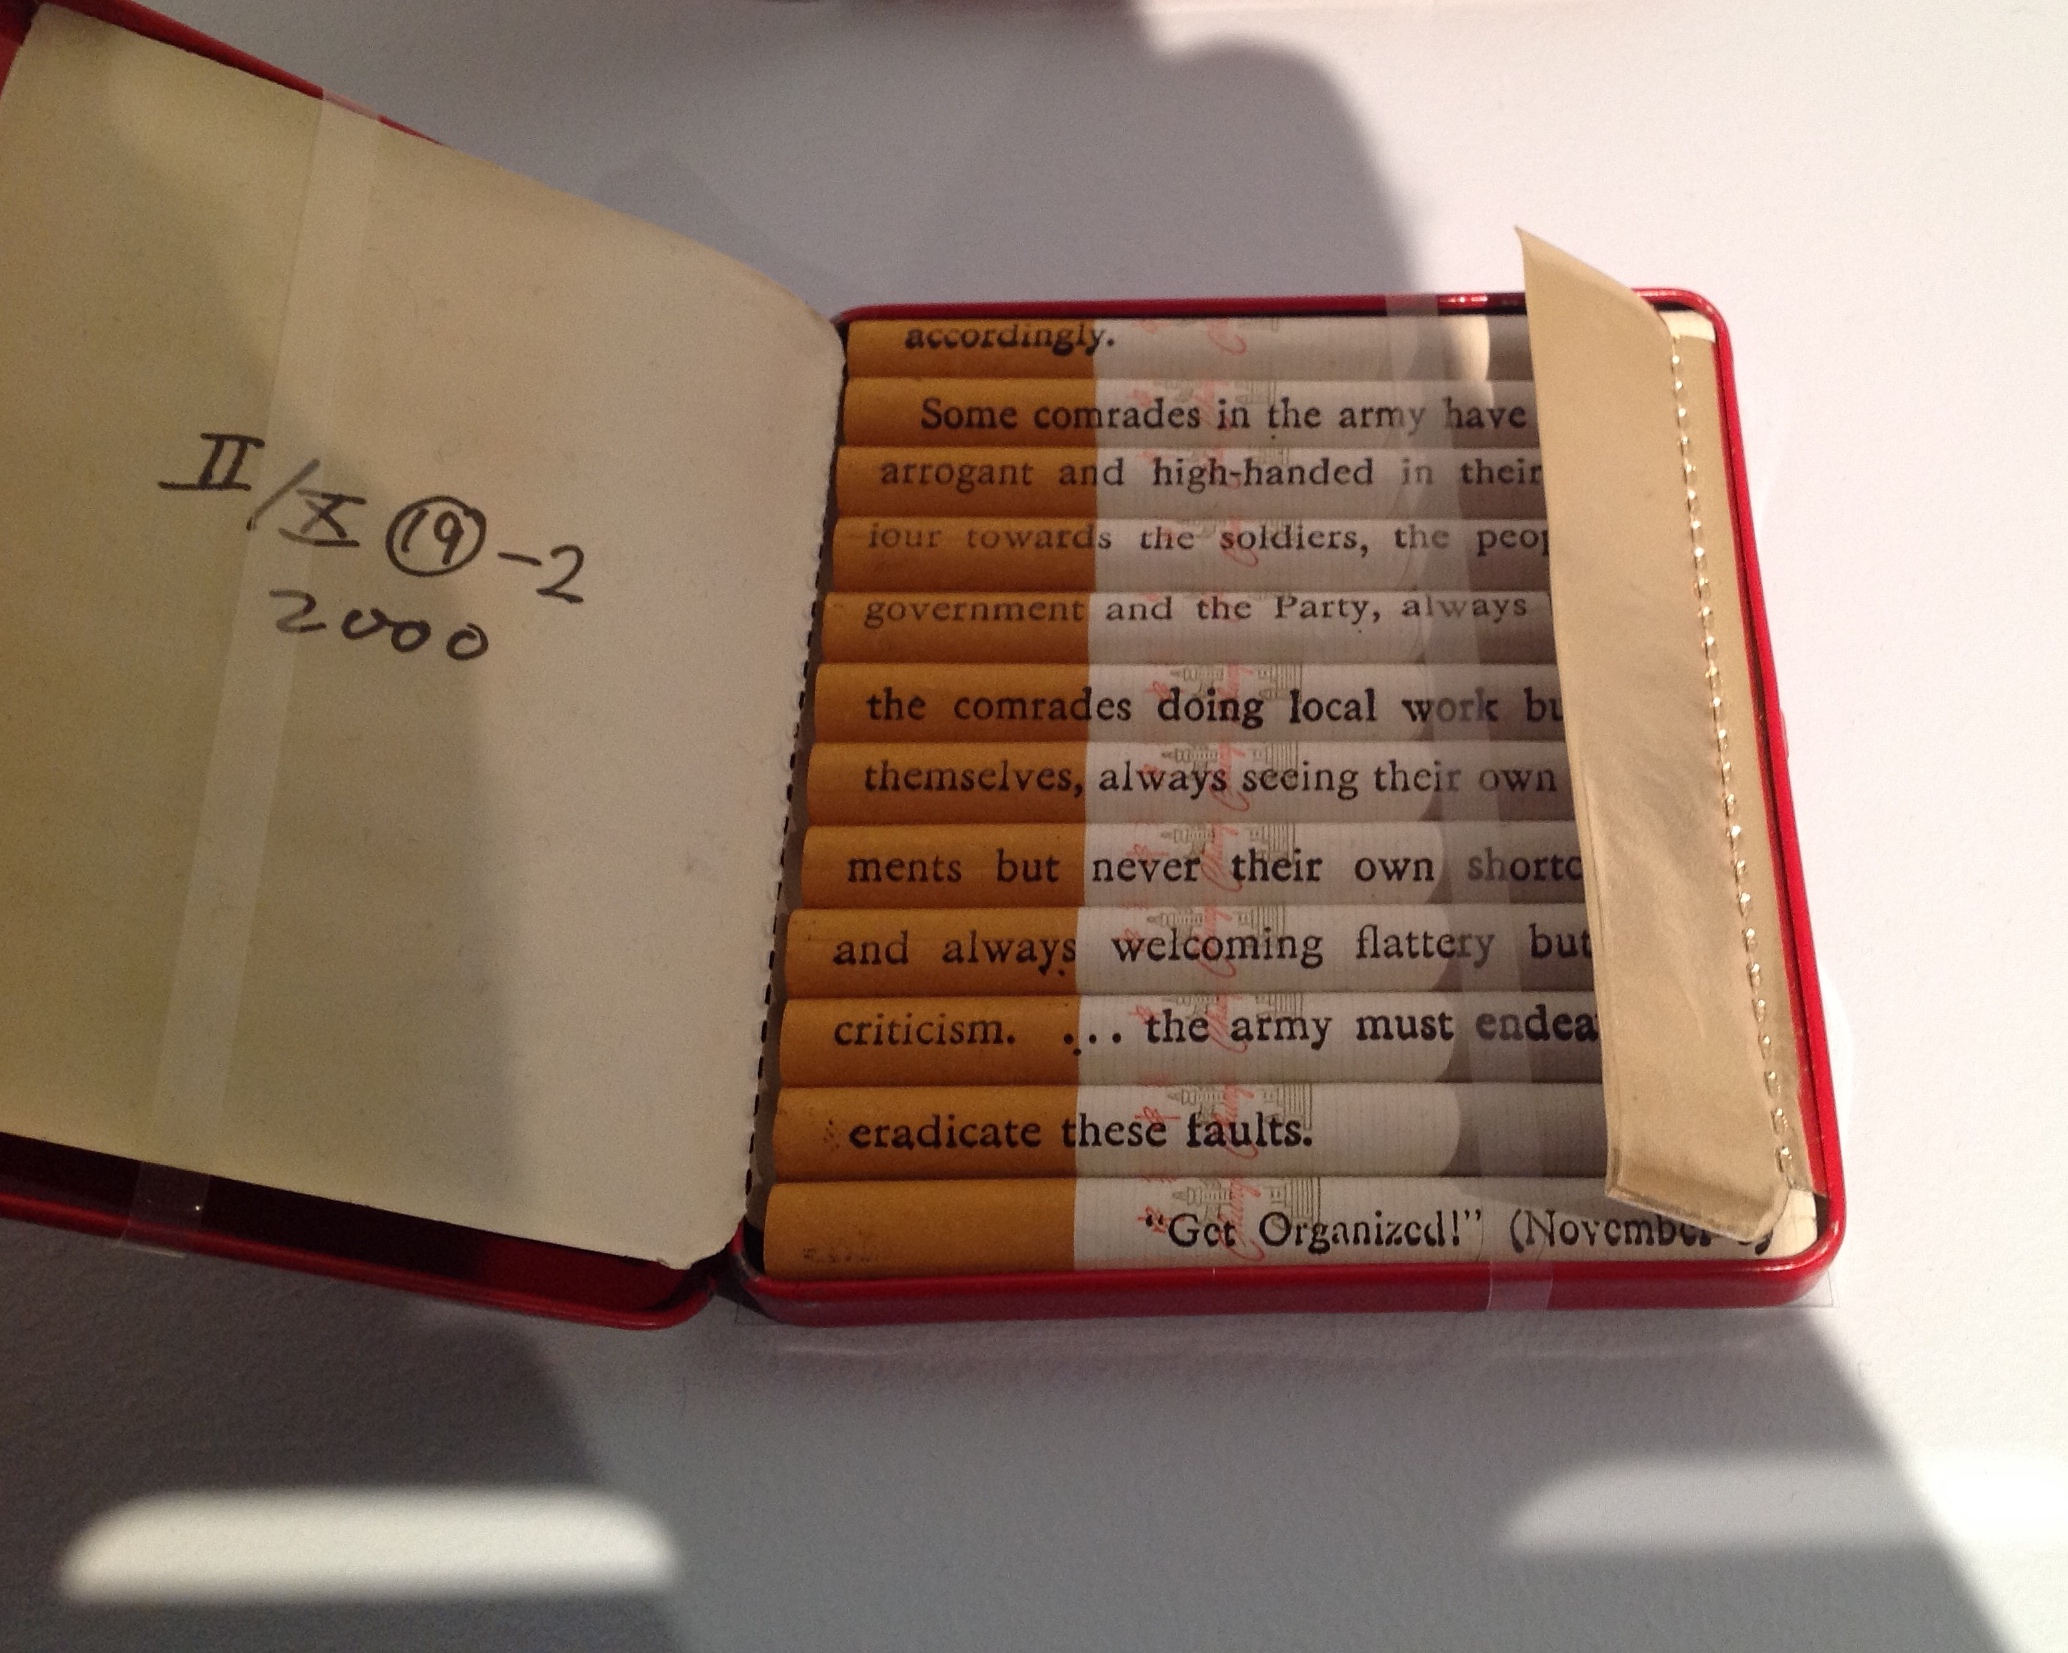 II/X ⑲-2
2000
accordingly.
Some comrades in the army have
arrogant and high-handed in their
iour towards the soldiers, the peop
government and the Party, always
the comrades doing local work bu
themselves, always seeing their own
ments but never their own shortc
and always welcoming flattery but
criticism. ... the army must endea
eradicate these faults.
“Get Organized!” (November